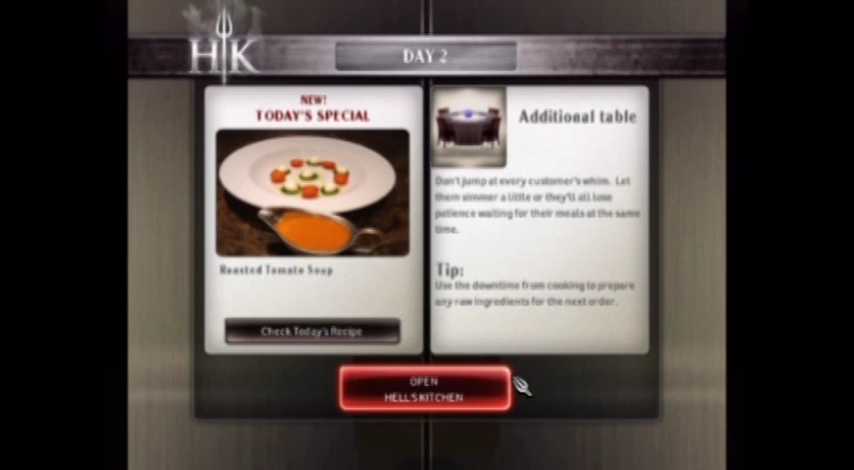 HK
DAY 2
NEW!
TODAY'S SPECIAL
Roasted Tomato Soup
Check Today's Recipe
Additional table
Don't jump at every customer's whim. Let
them simmer a little or they'll all lose
patience waiting for their meals at the same
time.
Tip:
Use the downtime from cooking to prepare
any raw ingredients for the next order.
OPEN
HELL'S KITCHEN